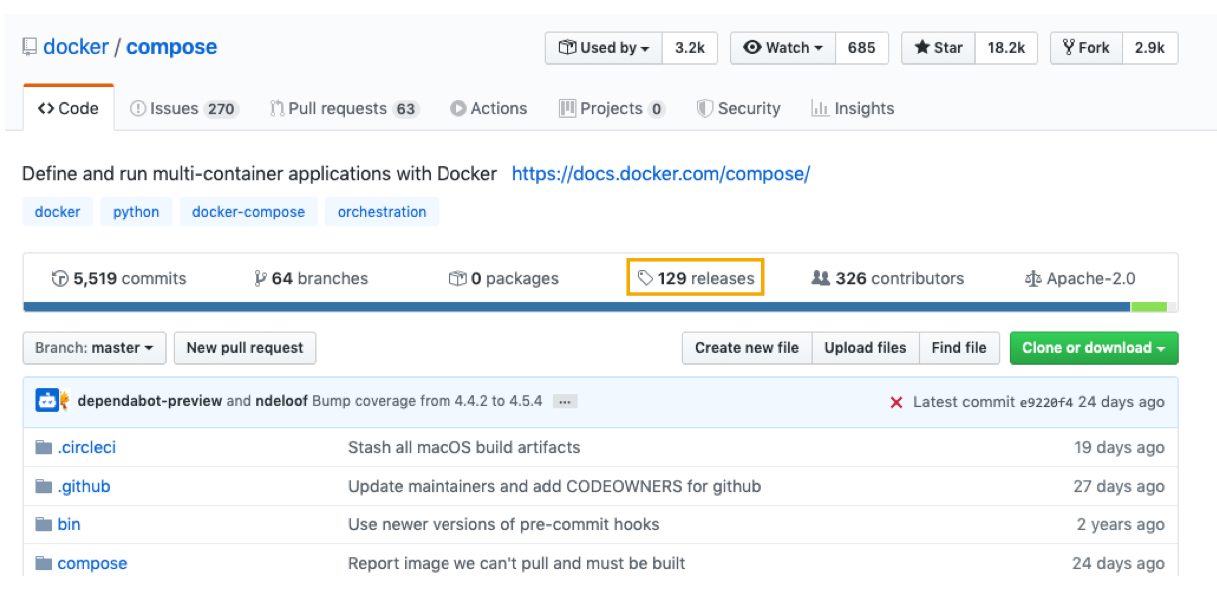 docker / compose Used by 3.2k Watch 685 Star 18.2k Fork 2.9k
Code Issues 270 Pull requests 63 Actions Projects 0 Security Insights
Define and run multi-container applications with Docker https://docs.docker.com/compose/
docker python docker-compose orchestration
5,519 commits 64 branches 0 packages 129 releases 326 contributors Apache-2.0
Branch: master New pull request Create new file Upload files Find file Clone or download
dependabot-preview and ndeloof Bump coverage from 4.4.2 to 4.5.4 ... Latest commit e9220f4 24 days ago
.circleci Stash all macOS build artifacts 19 days ago
.github Update maintainers and add CODEOWNERS for github 27 days ago
bin Use newer versions of pre-commit hooks 2 years ago
compose Report image we can't pull and must be built 24 days ago